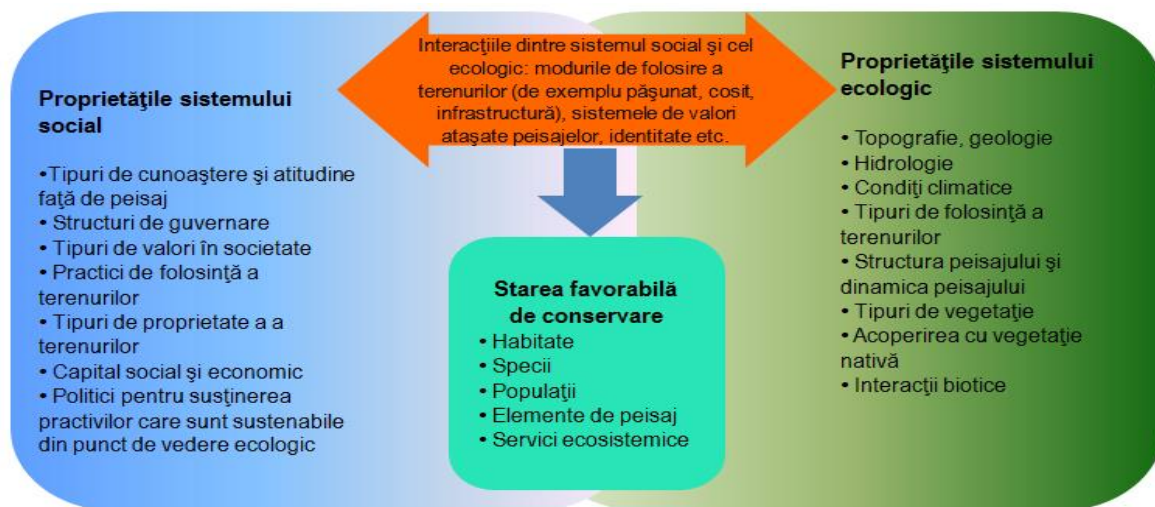 Interacţiile dintre sistemul social şi cel
ecologic: modurile de folosire a
terenurilor (de exemplu păşunat, cosit,
infrastructură), sistemele de valori
ataşate peisajelor, identitate etc.
Proprietăţile sistemului
social
•Tipuri de cunoaştere şi atitudine
faţă de peisaj
• Structuri de guvernare
• Tipuri de valori în societate
• Practici de folosinţă a
terenurilor
• Tipuri de proprietate a a
terenurilor
• Capital social şi economic
• Politici pentru susţinerea
practivilor care sunt sustenabile
din punct de vedere ecologic
Starea favorabilă
de conservare
• Habitate
• Specii
• Populaţii
• Elemente de peisaj
• Servici ecosistemice
Proprietăţile sistemului
ecologic
• Topografie, geologie
• Hidrologie
• Condiţi climatice
• Tipuri de folosinţă a
terenurilor
• Structura peisajului şi
dinamica peisajului
• Tipuri de vegetaţie
• Acoperirea cu vegetaţie
nativă
• Interacţii biotice